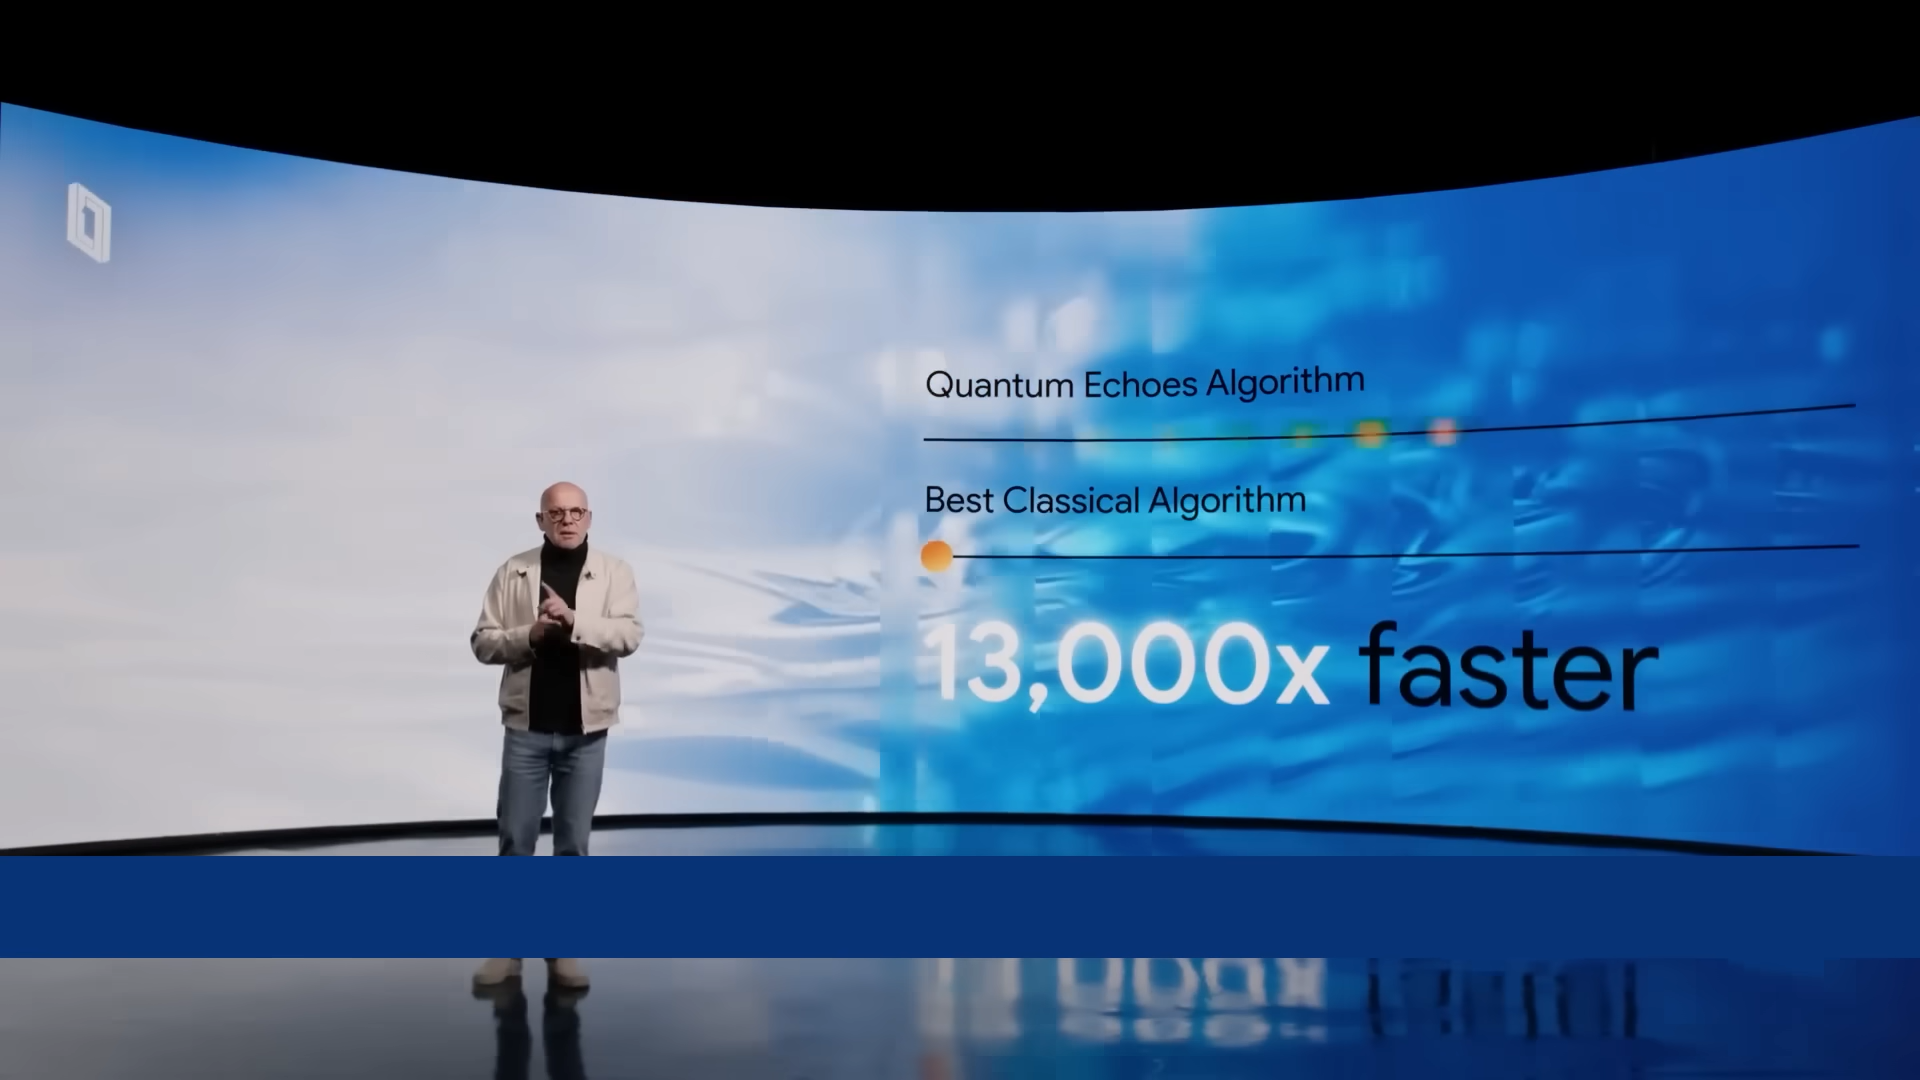 Quantum Echoes Algorithm
Best Classical Algorithm
13,000x faster